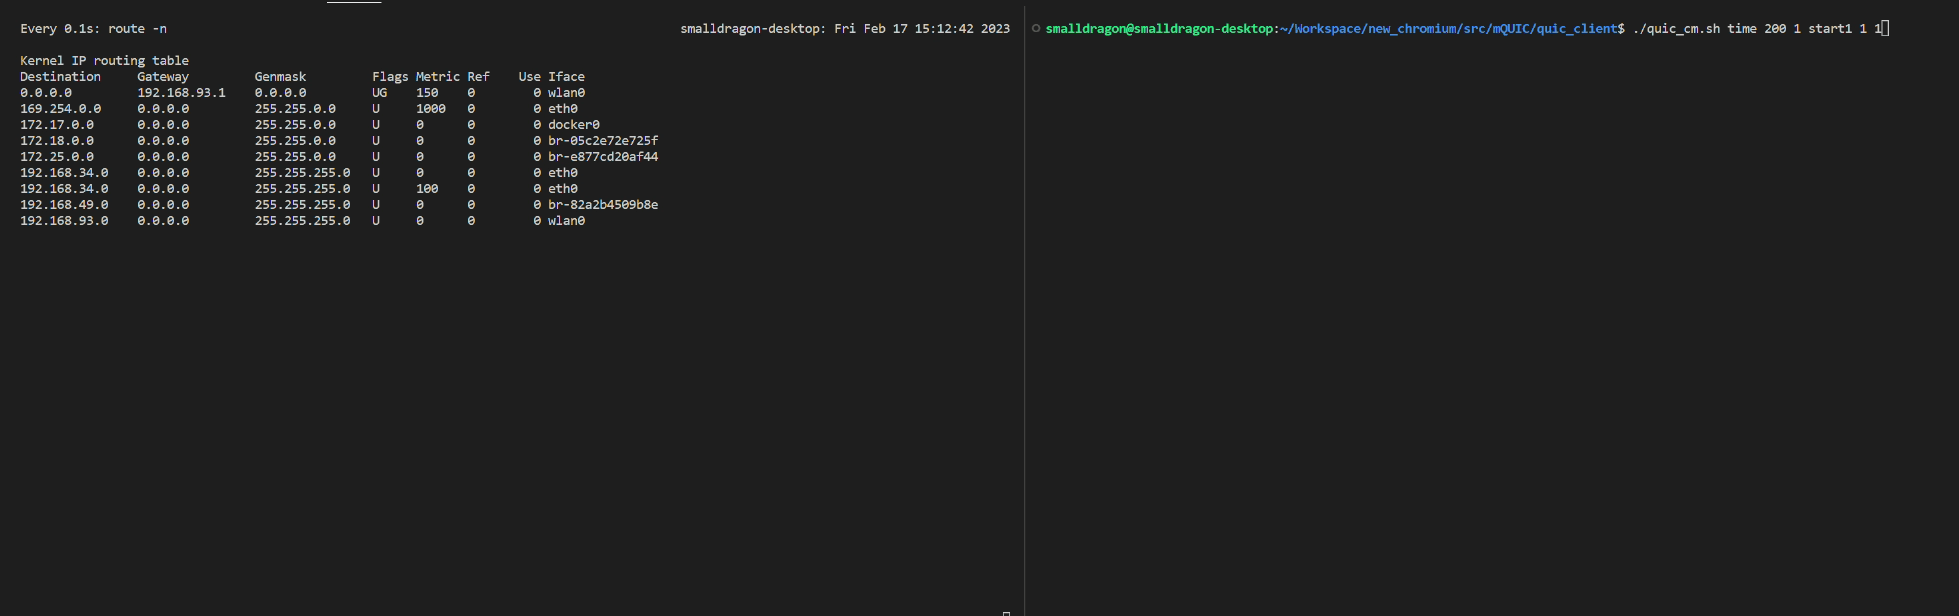 Every 0.1s: route -n smalldragon-desktop: Fri Feb 17 15:12:42 2023
Kernel IP routing table
Destination Gateway Genmask Flags Metric Ref Use Iface
0.0.0.0 192.168.93.1 0.0.0.0 UG 150 0 0 wlan0
169.254.0.0 0.0.0.0 255.255.0.0 U 1000 0 0 eth0
172.17.0.0 0.0.0.0 255.255.0.0 U 0 0 0 docker0
172.18.0.0 0.0.0.0 255.255.0.0 U 0 0 0 br-05c2e72e725f
172.25.0.0 0.0.0.0 255.255.0.0 U 0 0 0 br-e877cd20af44
192.168.34.0 0.0.0.0 255.255.255.0 U 0 0 0 eth0
192.168.34.0 0.0.0.0 255.255.255.0 U 100 0 0 eth0
192.168.49.0 0.0.0.0 255.255.255.0 U 0 0 0 br-82a2b4509b8e
192.168.93.0 0.0.0.0 255.255.255.0 U 0 0 0 wlan0
smalldragon@smalldragon-desktop:~/Workspace/new_chromium/src/mQUIC/quic_client$ ./quic_cm.sh time 200 1 start1 1 1